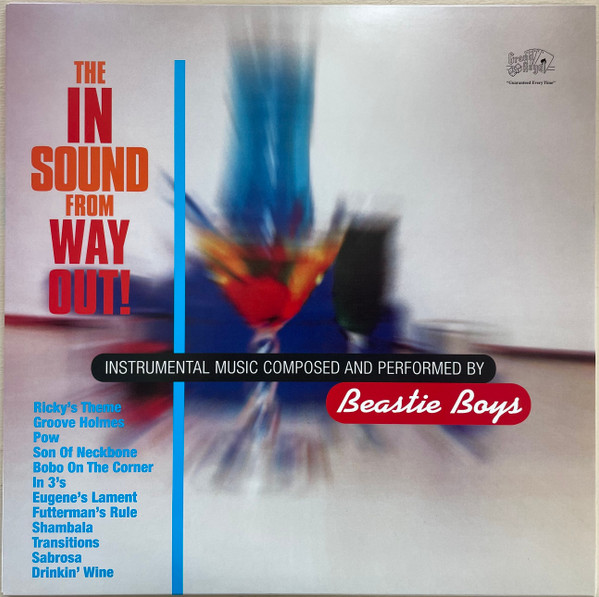 THE
IN
SOUND
FROM
WAY
OUT!
Grand Royal
"Guaranteed Every Time"
INSTRUMENTAL MUSIC COMPOSED AND PERFORMED BY
Beastie Boys
Ricky's Theme
Groove Holmes
Pow
Son Of Neckbone
Bobo On The Corner
In 3's
Eugene's Lament
Futterman's Rule
Shambala
Transitions
Sabrosa
Drinkin' Wine